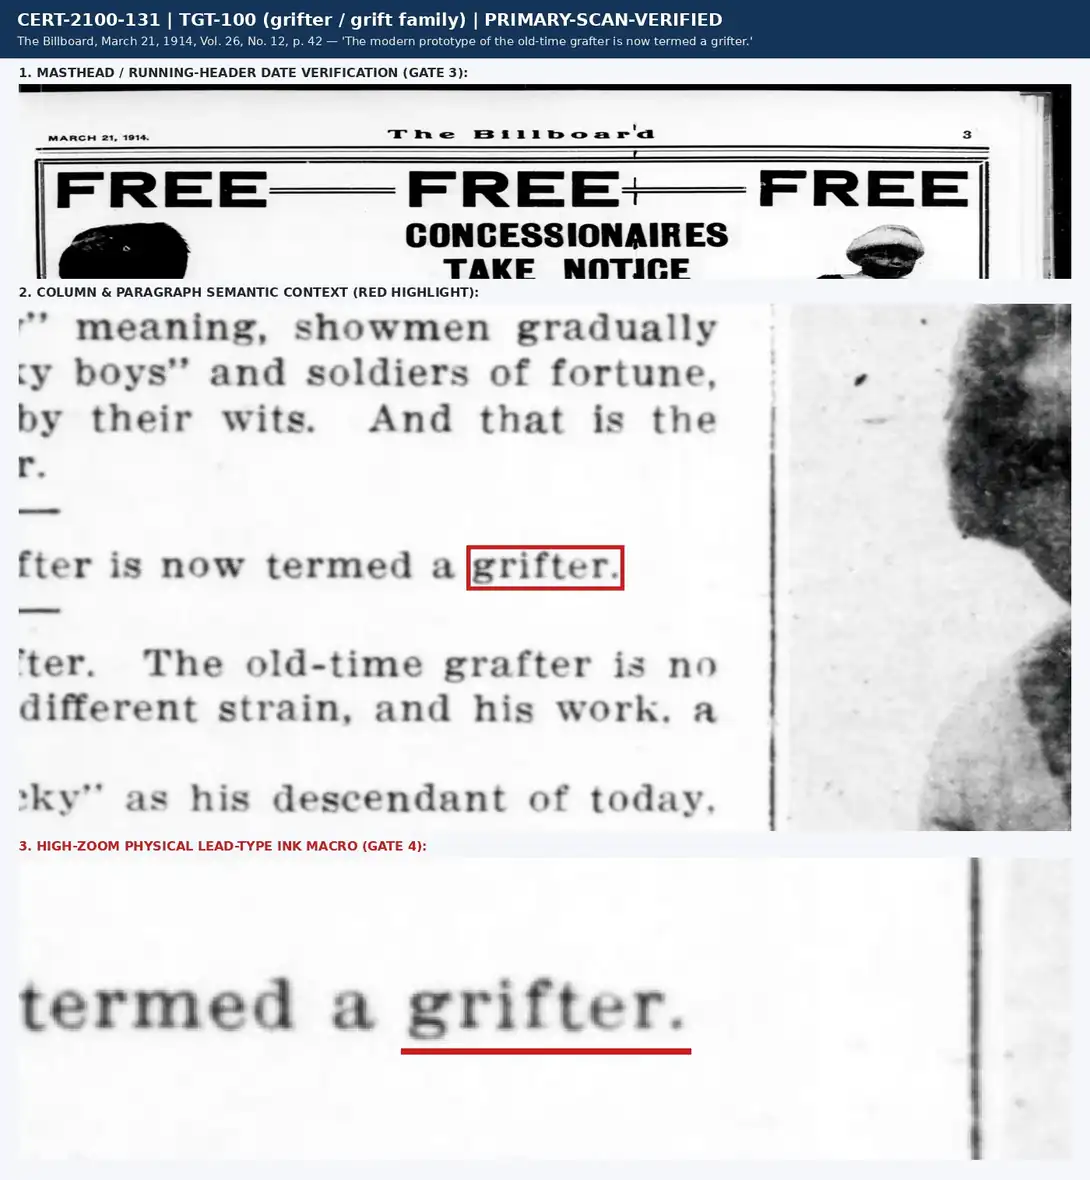 CERT-2100-131 | TGT-100 (grifter / grift family) | PRIMARY-SCAN-VERIFIED
The Billboard, March 21, 1914, Vol. 26, No. 12, p. 42 — 'The modern prototype of the old-time grafter is now termed a grifter.'
1. MASTHEAD / RUNNING-HEADER DATE VERIFICATION (GATE 3):
MARCH 21, 1914. The Billboard 3
FREE FREE FREE
CONCESSIONAIRES
TAKE NOTICE
2. COLUMN & PARAGRAPH SEMANTIC CONTEXT (RED HIGHLIGHT):
” meaning, showmen gradually
ky boys” and soldiers of fortune,
by their wits. And that is the
r.
fter is now termed a grifter.
ter. The old-time grafter is no
different strain, and his work. a
ky” as his descendant of today.
3. HIGH-ZOOM PHYSICAL LEAD-TYPE INK MACRO (GATE 4):
termed a grifter.